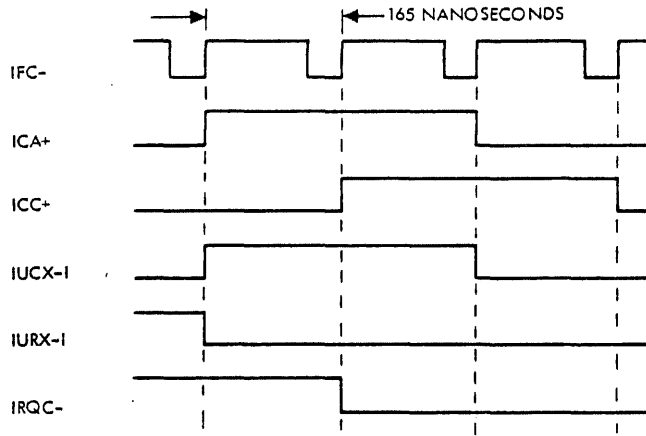 165 NANOSECONDS
IFC-
ICA+
ICC+
IUCX-I
IURX-I
IRQC-